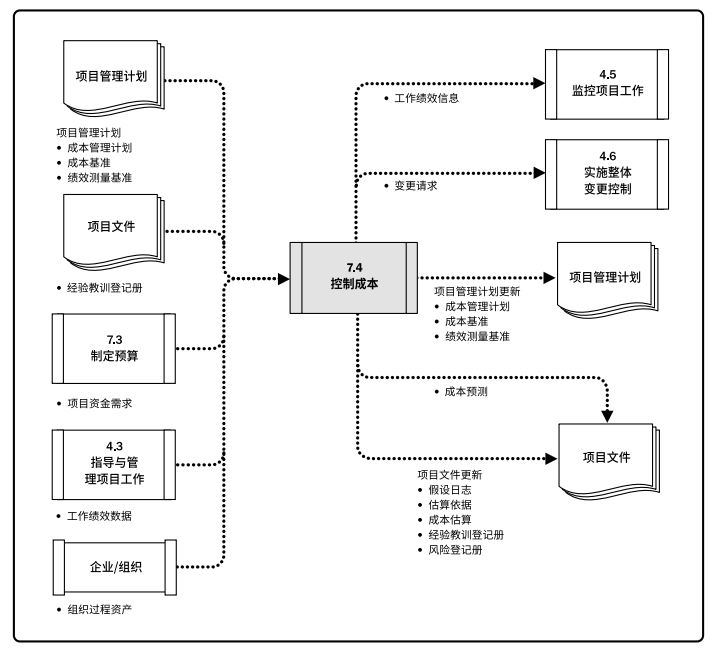 项目管理计划
项目管理计划
• 成本管理计划
• 成本基准
• 绩效测量基准
项目文件
• 经验教训登记册
7.3
制定预算
• 项目资金需求
4.3
指导与管
理项目工作
• 工作绩效数据
企业/组织
• 组织过程资产
7.4
控制成本
• 工作绩效信息
4.5
监控项目工作
• 变更请求
4.6
实施整体
变更控制
项目管理计划
项目管理计划更新
• 成本管理计划
• 成本基准
• 绩效测量基准
• 成本预测
项目文件
项目文件更新
• 假设日志
• 估算依据
• 成本估算
• 经验教训登记册
• 风险登记册